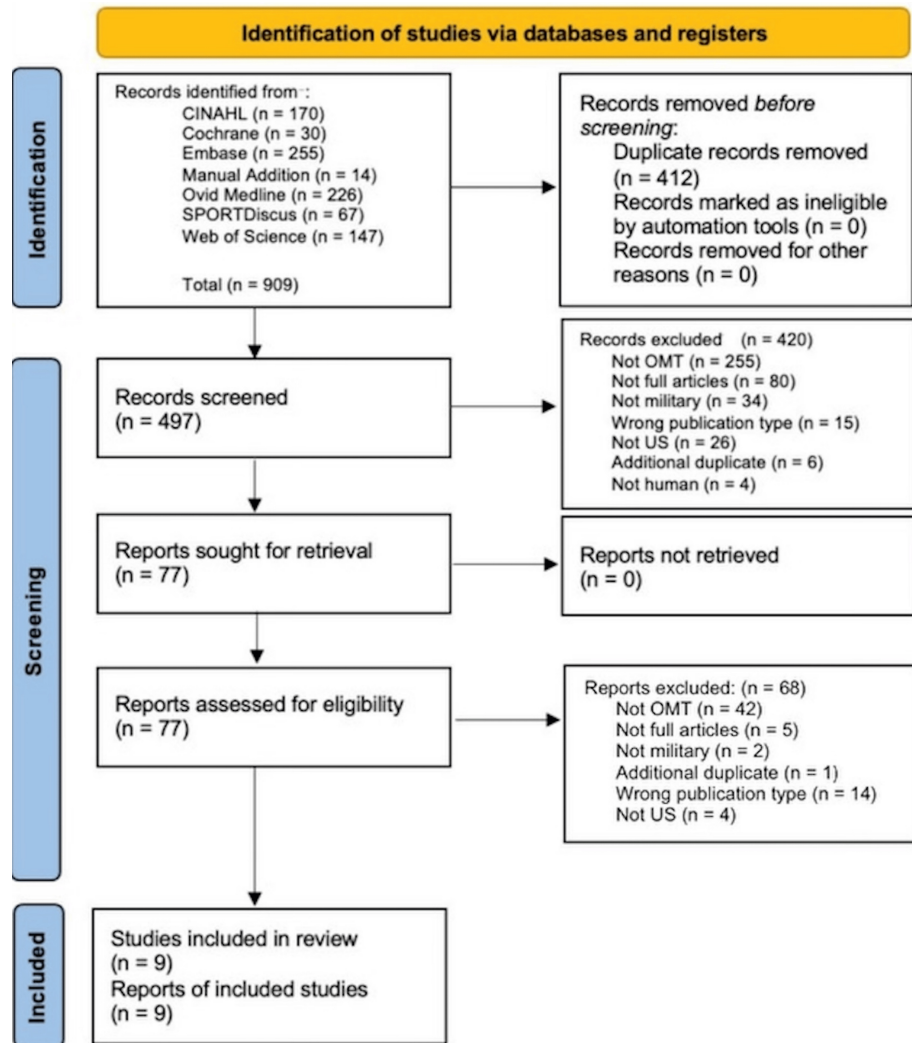 Identification of studies via databases and registers
Identification
Records identified from :
CINAHL (n = 170)
Cochrane (n = 30)
Embase (n = 255)
Manual Addition (n = 14)
Ovid Medline (n = 226)
SPORTDiscus (n = 67)
Web of Science (n = 147)
Total (n = 909)
Records removed before
screening:
Duplicate records removed
(n = 412)
Records marked as ineligible
by automation tools (n = 0)
Records removed for other
reasons (n = 0)
Screening
Records screened
(n = 497)
Records excluded (n = 420)
Not OMT (n = 255)
Not full articles (n = 80)
Not military (n = 34)
Wrong publication type (n = 15)
Not US (n = 26)
Additional duplicate (n = 6)
Not human (n = 4)
Reports sought for retrieval
(n = 77)
Reports not retrieved
(n = 0)
Reports assessed for eligibility
(n = 77)
Reports excluded: (n = 68)
Not OMT (n = 42)
Not full articles (n = 5)
Not military (n = 2)
Additional duplicate (n = 1)
Wrong publication type (n = 14)
Not US (n = 4)
Included
Studies included in review
(n = 9)
Reports of included studies
(n = 9)